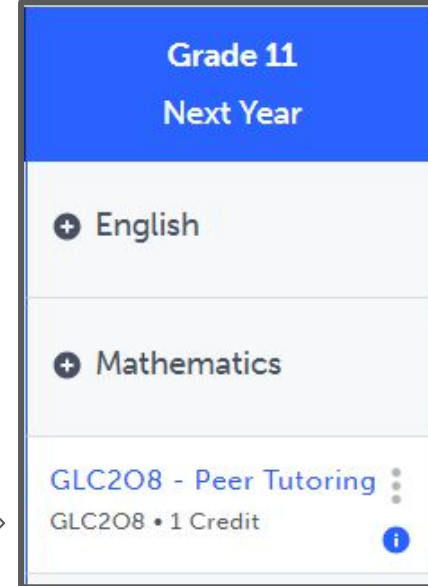 Grade 11
Next Year
English
Mathematics
GLC2O8 - Peer Tutoring
GLC2O8 • 1 Credit